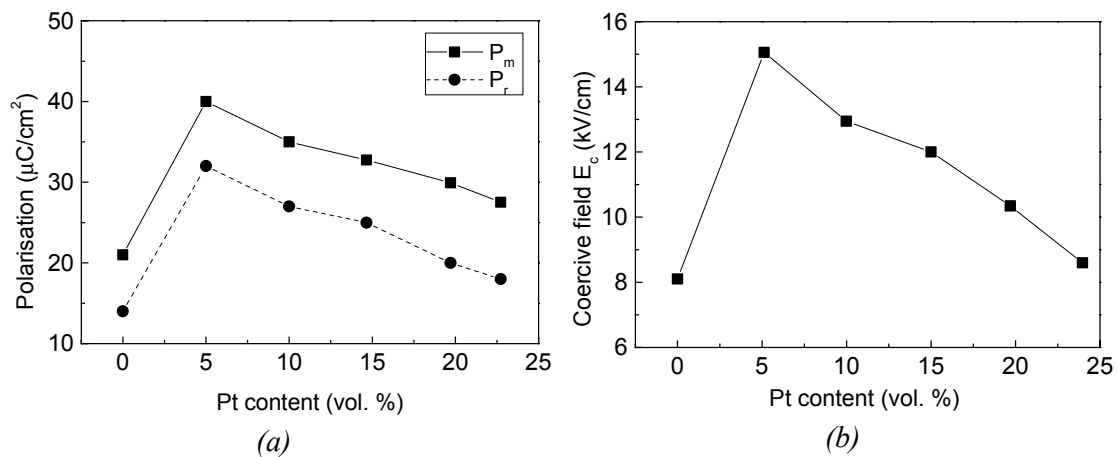 50
40
30
20
10
Polarisation (μC/cm²)
P_m
P_r
0 5 10 15 20 25
Pt content (vol. %)
(a)
16
14
12
10
8
6
Coercive field E_c (kV/cm)
0 5 10 15 20 25
Pt content (vol. %)
(b)